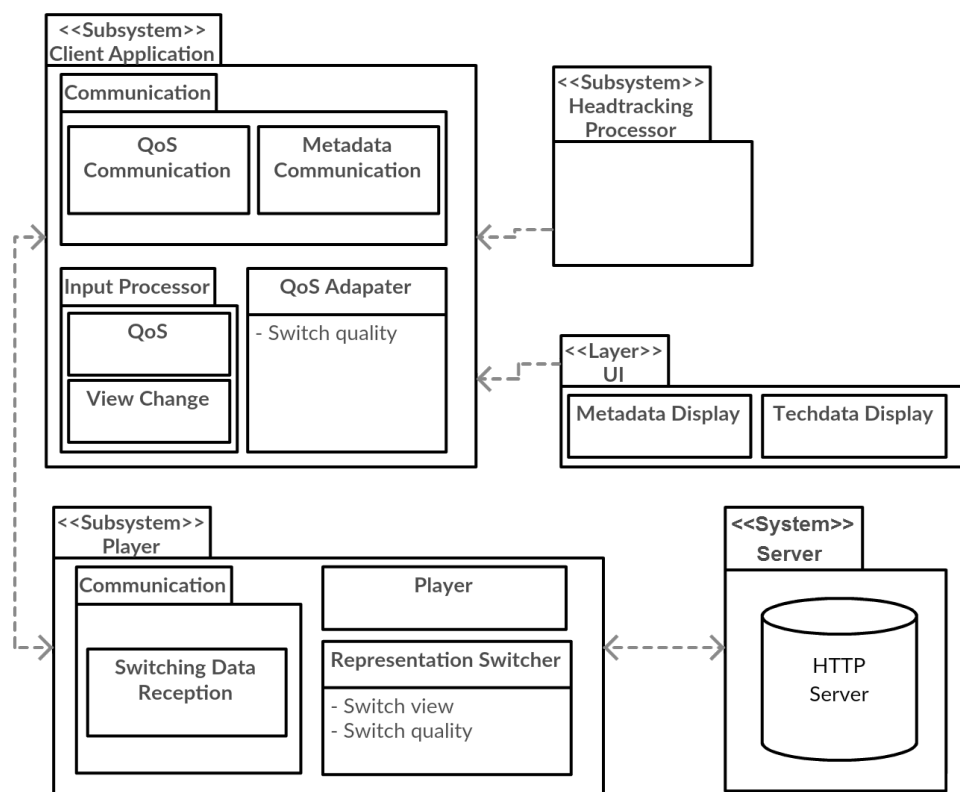 <<Subsystem>>
Client Application
Communication
QoS
Communication
Metadata
Communication
Input Processor
QoS
View Change
QoS Adapater
- Switch quality
<<Subsystem>>
Headtracking
Processor
<<Layer>>
UI
Metadata Display
Techdata Display
<<Subsystem>>
Player
Communication
Switching Data
Reception
Player
Representation Switcher
- Switch view
- Switch quality
<<System>>
Server
HTTP
Server